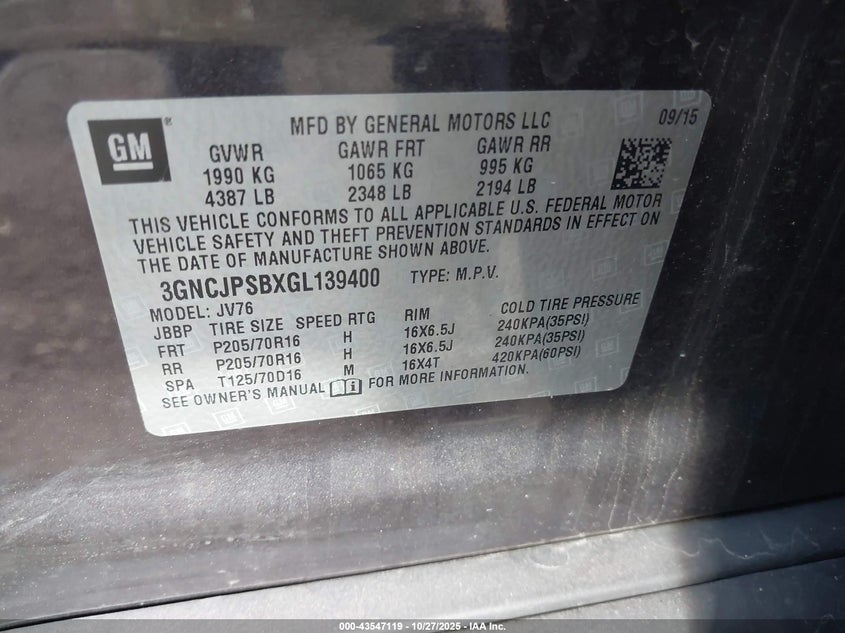 GM ®
MFD BY GENERAL MOTORS LLC 09/15
GVWR GAWR FRT GAWR RR
1990 KG 1065 KG 995 KG
4387 LB 2348 LB 2194 LB
THIS VEHICLE CONFORMS TO ALL APPLICABLE U.S. FEDERAL MOTOR
VEHICLE SAFETY AND THEFT PREVENTION STANDARDS IN EFFECT ON
THE DATE OF MANUFACTURE SHOWN ABOVE.
3GNCJPSBXGL139400 TYPE: M.P.V.
MODEL: JV76
JBBP TIRE SIZE SPEED RTG RIM COLD TIRE PRESSURE
FRT P205/70R16 H 16X6.5J 240KPA(35PSI)
RR P205/70R16 H 16X6.5J 240KPA(35PSI)
SPA T125/70D16 M 16X4T 420KPA(60PSI)
SEE OWNER'S MANUAL FOR MORE INFORMATION.
000-43547119 | 10/27/2025 - IAA Inc.